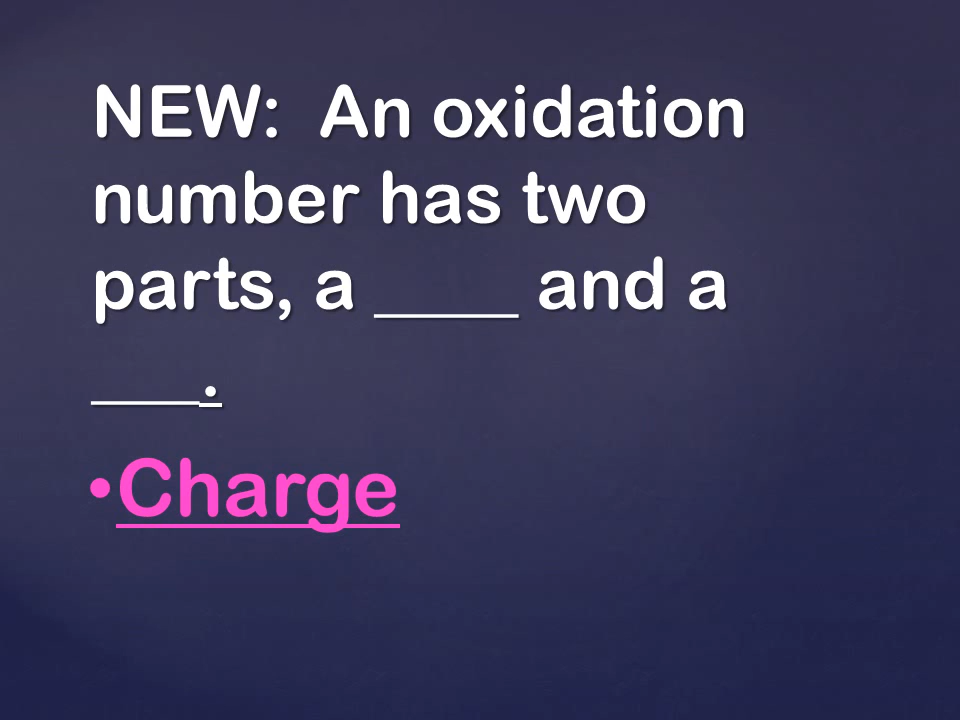 NEW:  An oxidation
number has two
parts, a ____ and a
___.
•Charge